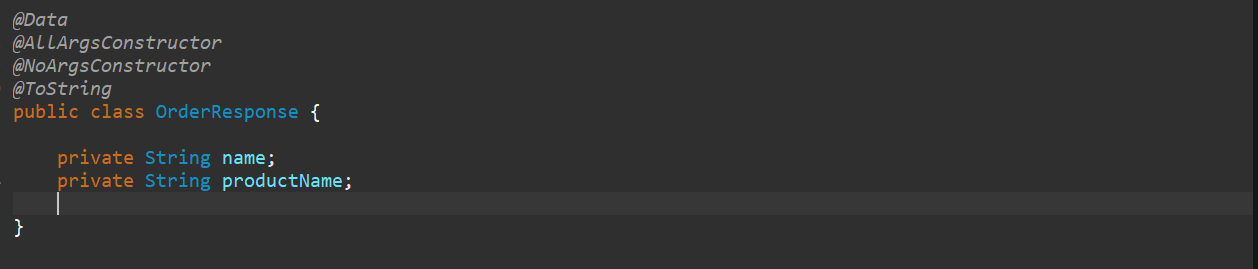 @Data
@AllArgsConstructor
@NoArgsConstructor
@ToString
public class OrderResponse {
private String name;
private String productName;
}